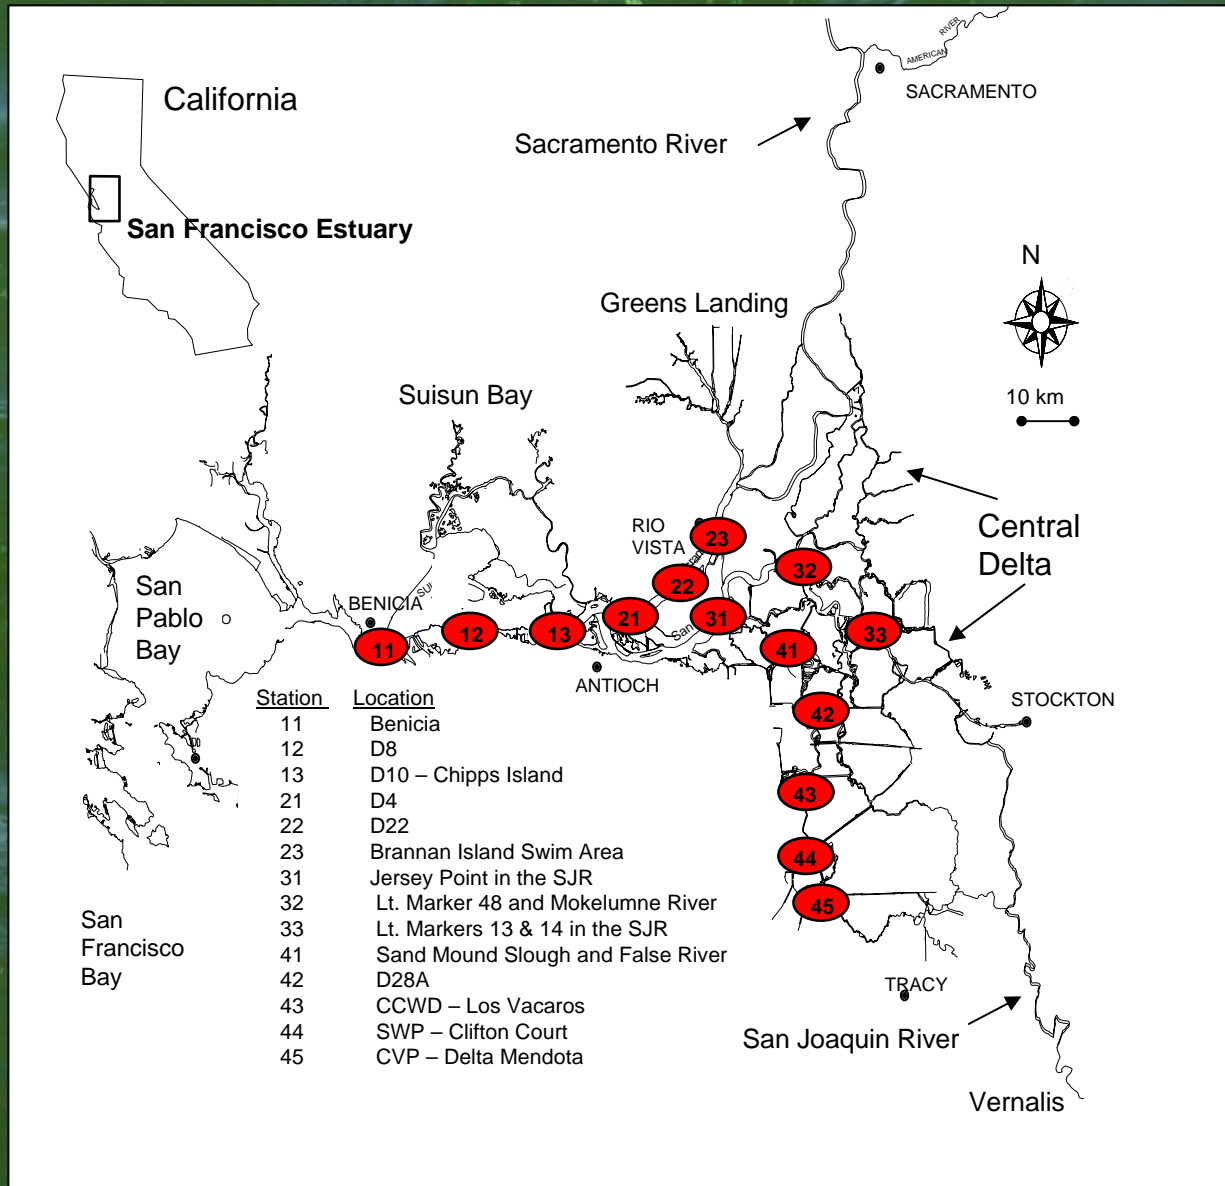 RIVER
AMERICAN
SACRAMENTO
California
Sacramento River
San Francisco Estuary
N
Greens Landing
10 km
Suisun Bay
Central
Delta
RIO
VISTA
23
32
22
San
Pablo
Bay
BENICIA
SUI
21
31
San
12
13
33
11
41
ANTIOCH
STOCKTON
42
43
44
45
Station Location
11 Benicia
12 D8
13 D10 – Chipps Island
21 D4
22 D22
23 Brannan Island Swim Area
31 Jersey Point in the SJR
32 Lt. Marker 48 and Mokelumne River
33 Lt. Markers 13 & 14 in the SJR
41 Sand Mound Slough and False River
42 D28A
43 CCWD – Los Vacaros
44 SWP – Clifton Court
45 CVP – Delta Mendota
San
Francisco
Bay
TRACY
San Joaquin River
Vernalis